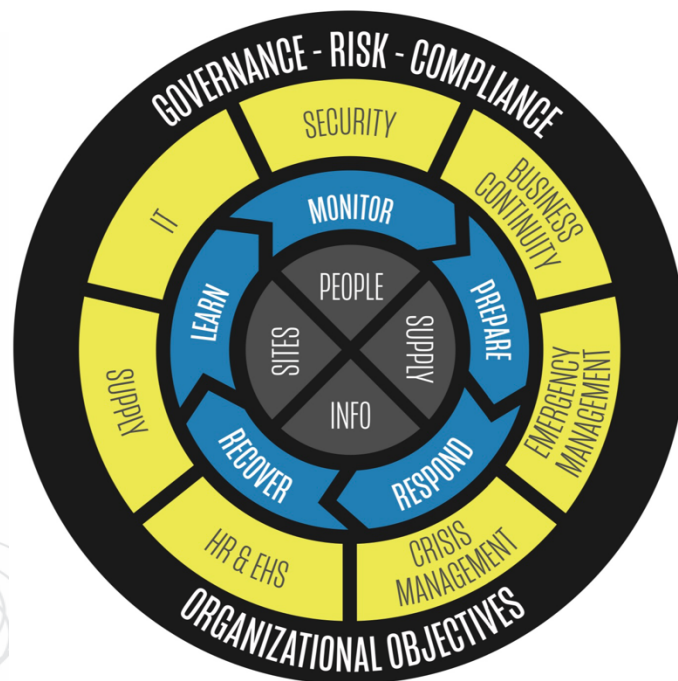 GOVERNANCE - RISK - COMPLIANCE
SECURITY
BUSINESS
CONTINUITY
EMERGENCY
MANAGEMENT
CRISIS
MANAGEMENT
HR & EHS
SUPPLY
IT
MONITOR
PREPARE
RESPOND
RECOVER
LEARN
PEOPLE
SUPPLY
INFO
SITES
ORGANIZATIONAL OBJECTIVES